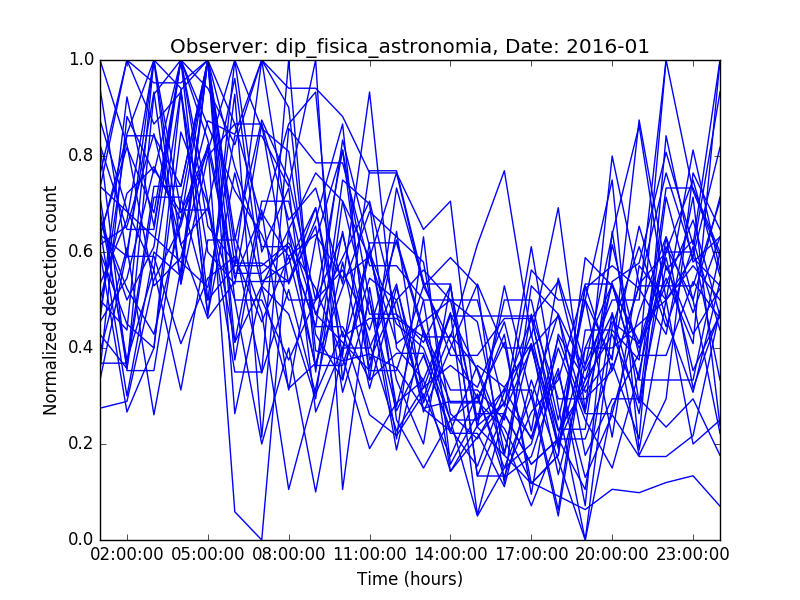 Observer: dip_fisica_astronomia, Date: 2016-01
1.0
0.8
0.6
0.4
0.2
0.0
Normalized detection count
02:00:00 05:00:00 08:00:00 11:00:00 14:00:00 17:00:00 20:00:00 23:00:00
Time (hours)